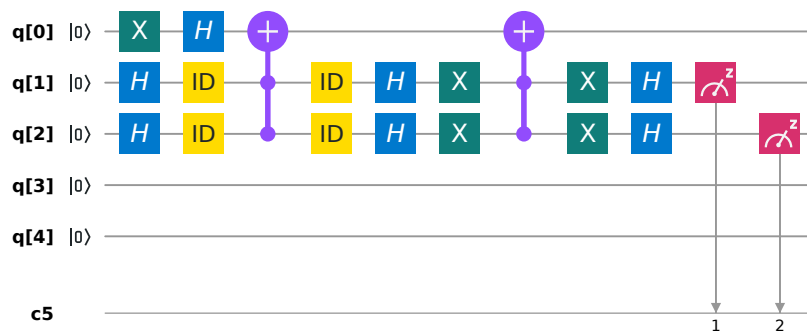 q[0] |0⟩ X H +
q[1] |0⟩ H ID ID H X X H z
q[2] |0⟩ H ID ID H X X H z
q[3] |0⟩
q[4] |0⟩
c5
1 2